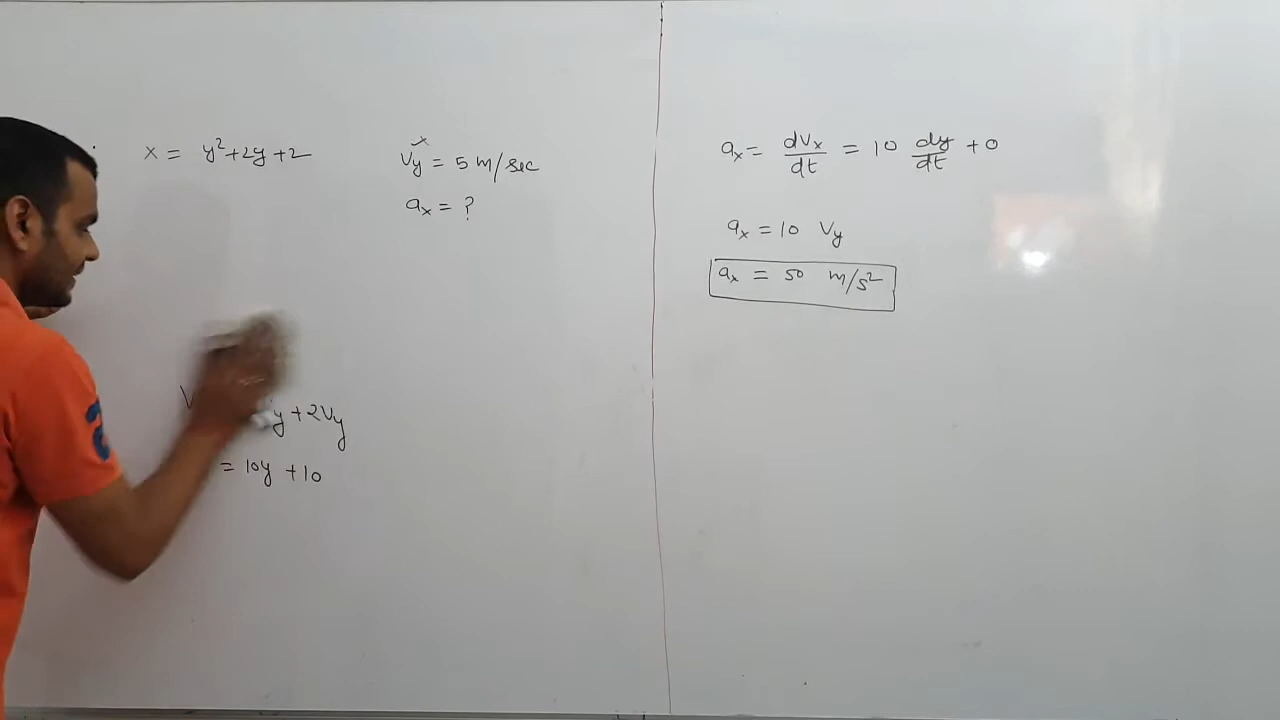 x = y²+2y+2
Vy = 5 m/sec
ax = ?
V y + 2Vy
= 10y + 10
ax = dVx/dt = 10 dy/dt + 0
ax = 10 Vy
ax = 50 m/s²